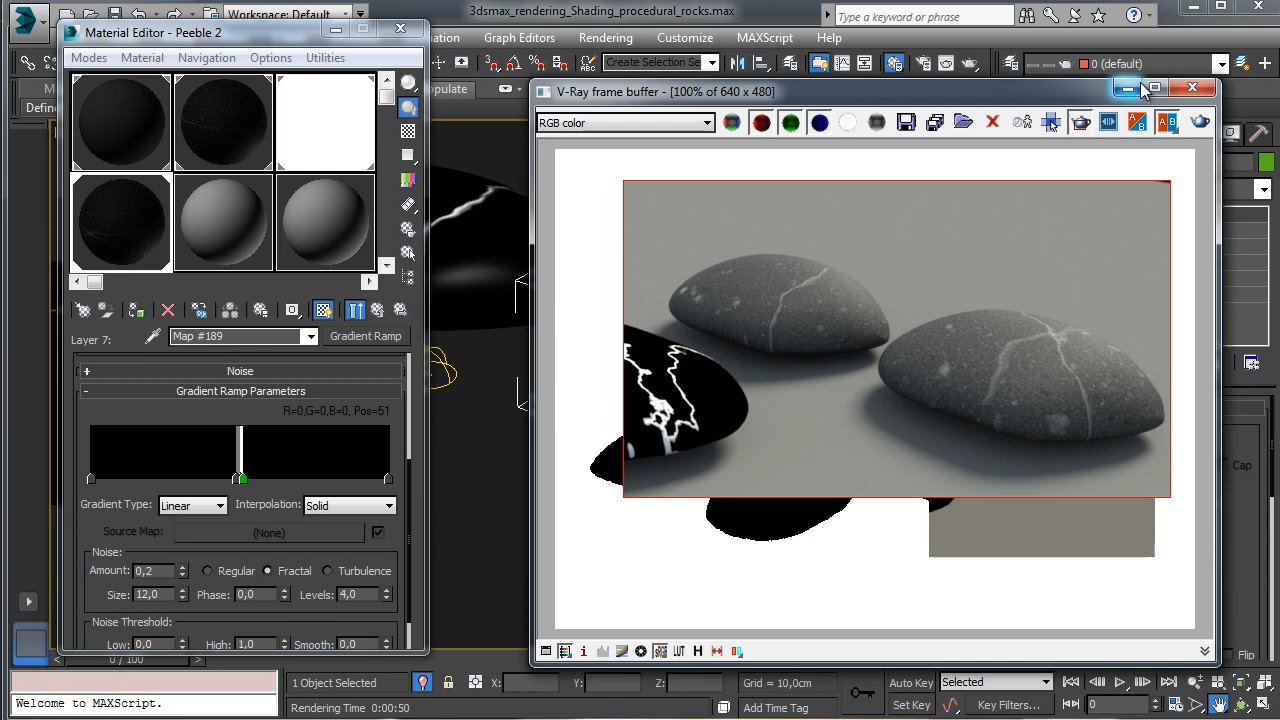 Workspace: Default
3dsmax_rendering_Shading_procedural_rocks.max
Type a keyword or phrase
Material Editor - Peeble 2
Graph Editors
Rendering
Customize
MAXScript
Help
Modes
Material
Navigation
Options
Utilities
Create Selection Se
0 (default)
V-Ray frame buffer - [100% of 640 x 480]
RGB color
Layer 7:
Map #189
Gradient Ramp
+ Noise
- Gradient Ramp Parameters
R=0,G=0,B=0, Pos=51
Gradient Type:
Linear
Interpolation:
Solid
Source Map:
(None)
Noise:
Amount: 0,2
Regular
Fractal
Turbulence
Size: 12,0
Phase: 0,0
Levels: 4,0
Noise Threshold:
Low: 0,0
High: 1,0
Smooth: 0,0
Cap
Flip
LUT
H
0 / 100
1 Object Selected
X:
Y:
Z:
Grid = 10,0cm
Auto Key
Selected
Welcome to MAXScript.
Rendering Time 0:00:50
Add Time Tag
Set Key
Key Filters...
0